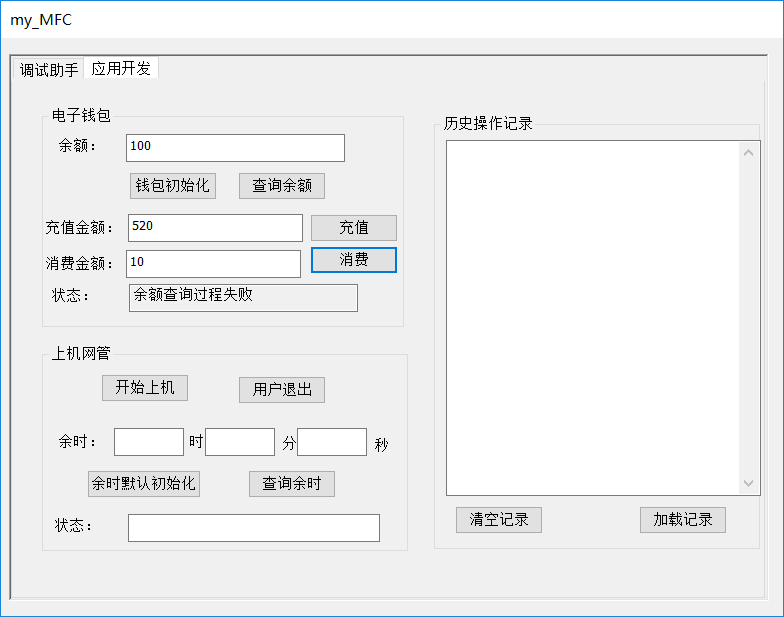 my_MFC
调试助手 应用开发
电子钱包
余额： 100
钱包初始化 查询余额
充值金额： 520 充值
消费金额： 10 消费
状态： 余额查询过程失败
上机网管
开始上机 用户退出
余时： 时 分 秒
余时默认初始化 查询余时
状态：
历史操作记录
清空记录 加载记录